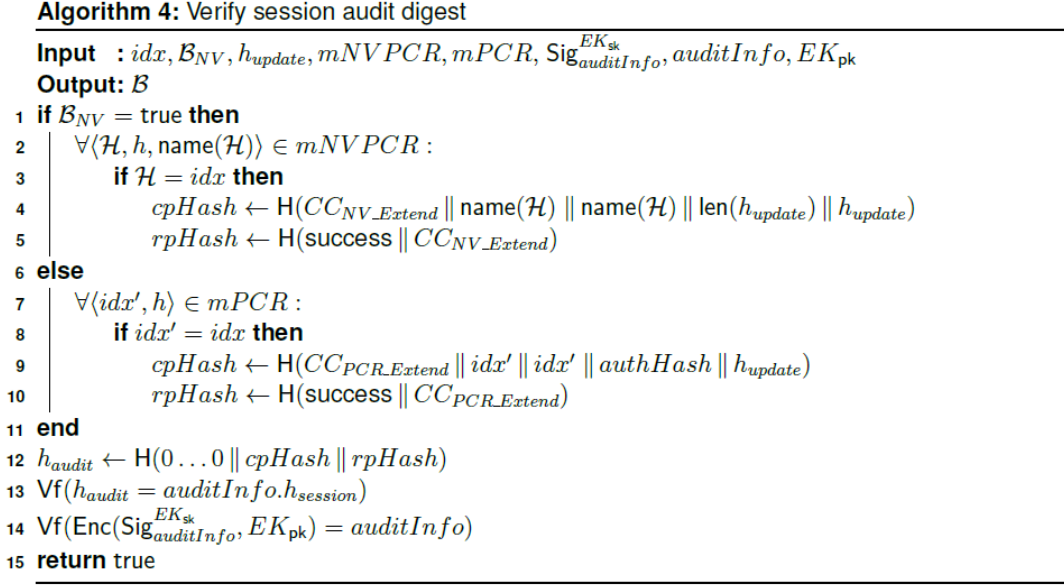 Algorithm 4: Verify session audit digest
Input : idx, ℬ_NV, h_update, mNVPCR, mPCR, Sig^{EK_sk}_{auditInfo}, auditInfo, EK_pk
Output: ℬ
1 if ℬ_NV = true then
2 ∀⟨ℋ, h, name(ℋ)⟩ ∈ mNVPCR :
3 if ℋ = idx then
4 cpHash ← H(CC_NV_Extend ‖ name(ℋ) ‖ name(ℋ) ‖ len(h_update) ‖ h_update)
5 rpHash ← H(success ‖ CC_NV_Extend)
6 else
7 ∀⟨idx′, h⟩ ∈ mPCR :
8 if idx′ = idx then
9 cpHash ← H(CC_PCR_Extend ‖ idx′ ‖ idx′ ‖ authHash ‖ h_update)
10 rpHash ← H(success ‖ CC_PCR_Extend)
11 end
12 h_audit ← H(0...0 ‖ cpHash ‖ rpHash)
13 Vf(h_audit = auditInfo.h_session)
14 Vf(Enc(Sig^{EK_sk}_{auditInfo}, EK_pk) = auditInfo)
15 return true